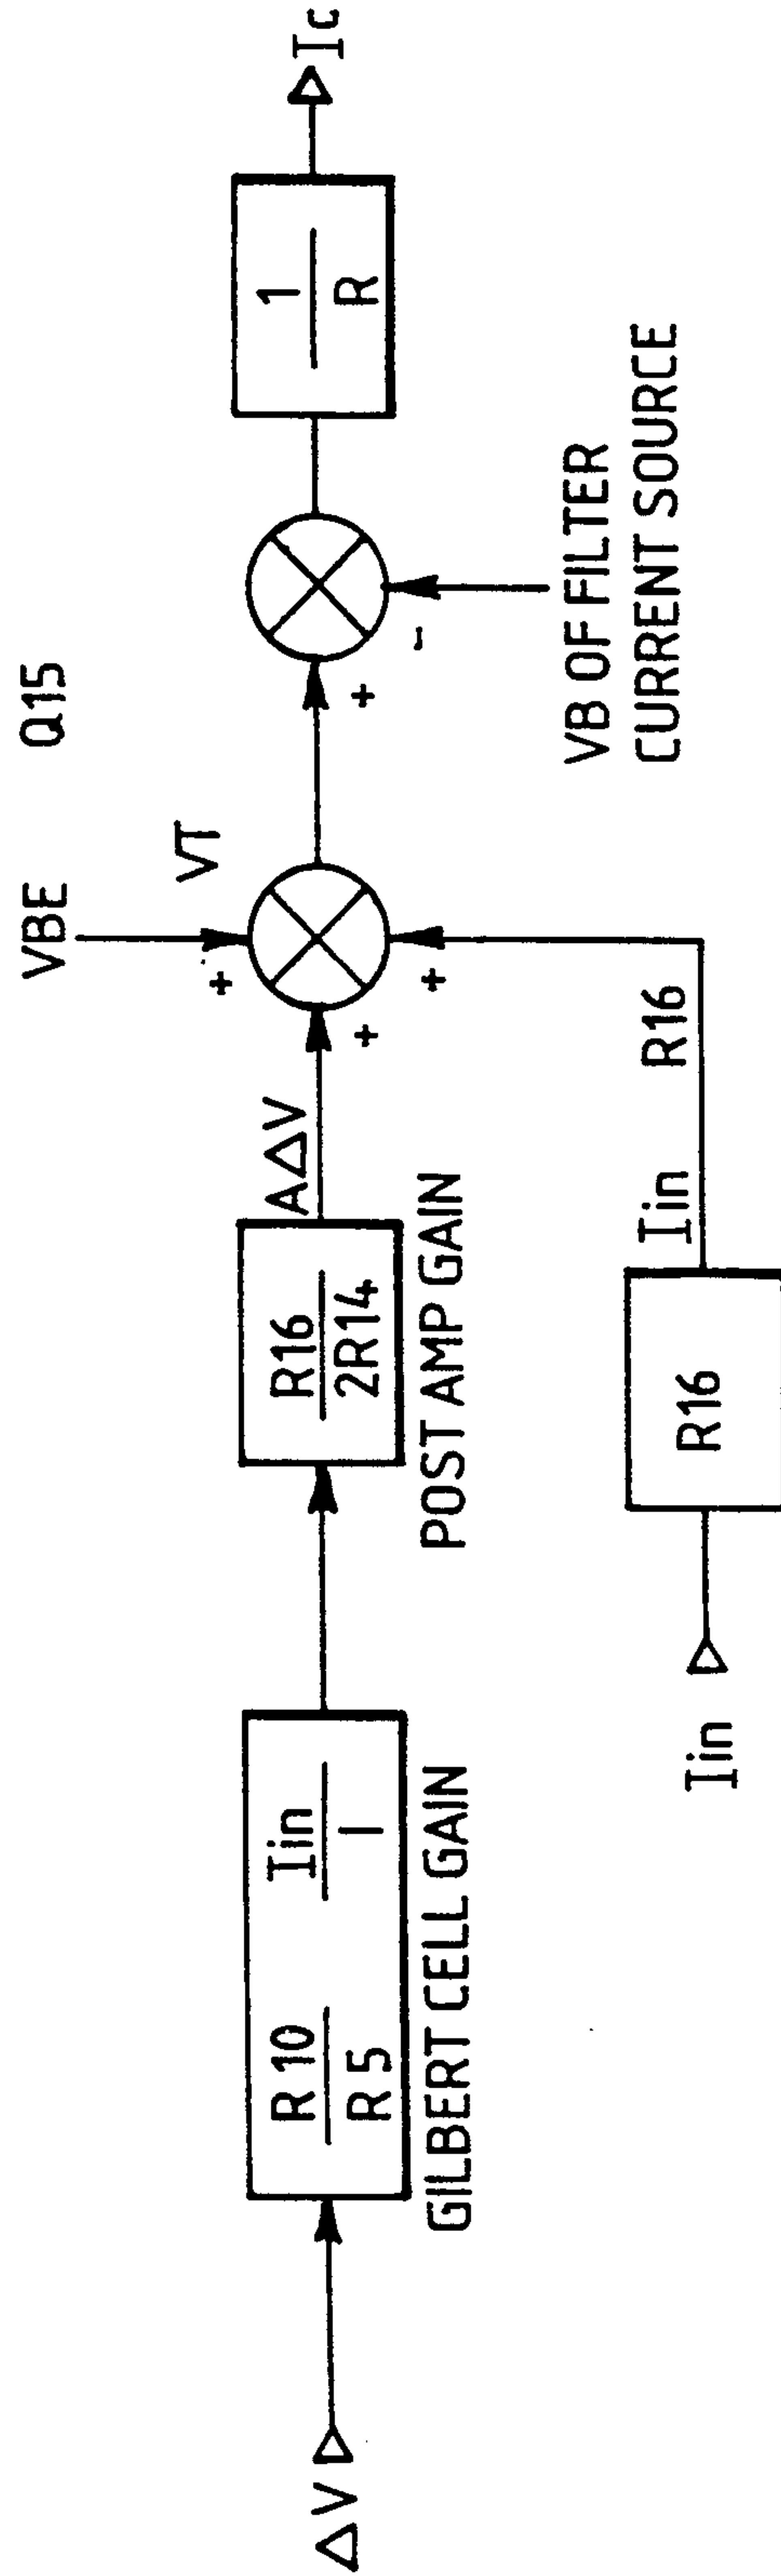 ΔV
R 10
R 5
Iin
I
GILBERT CELL GAIN
R16
2R14
POST AMP GAIN
AΔV
VBE Q15
VT
+
+
+
+
-
VB OF FILTER
CURRENT SOURCE
1
R
Ic
Iin
R16
Iin R16